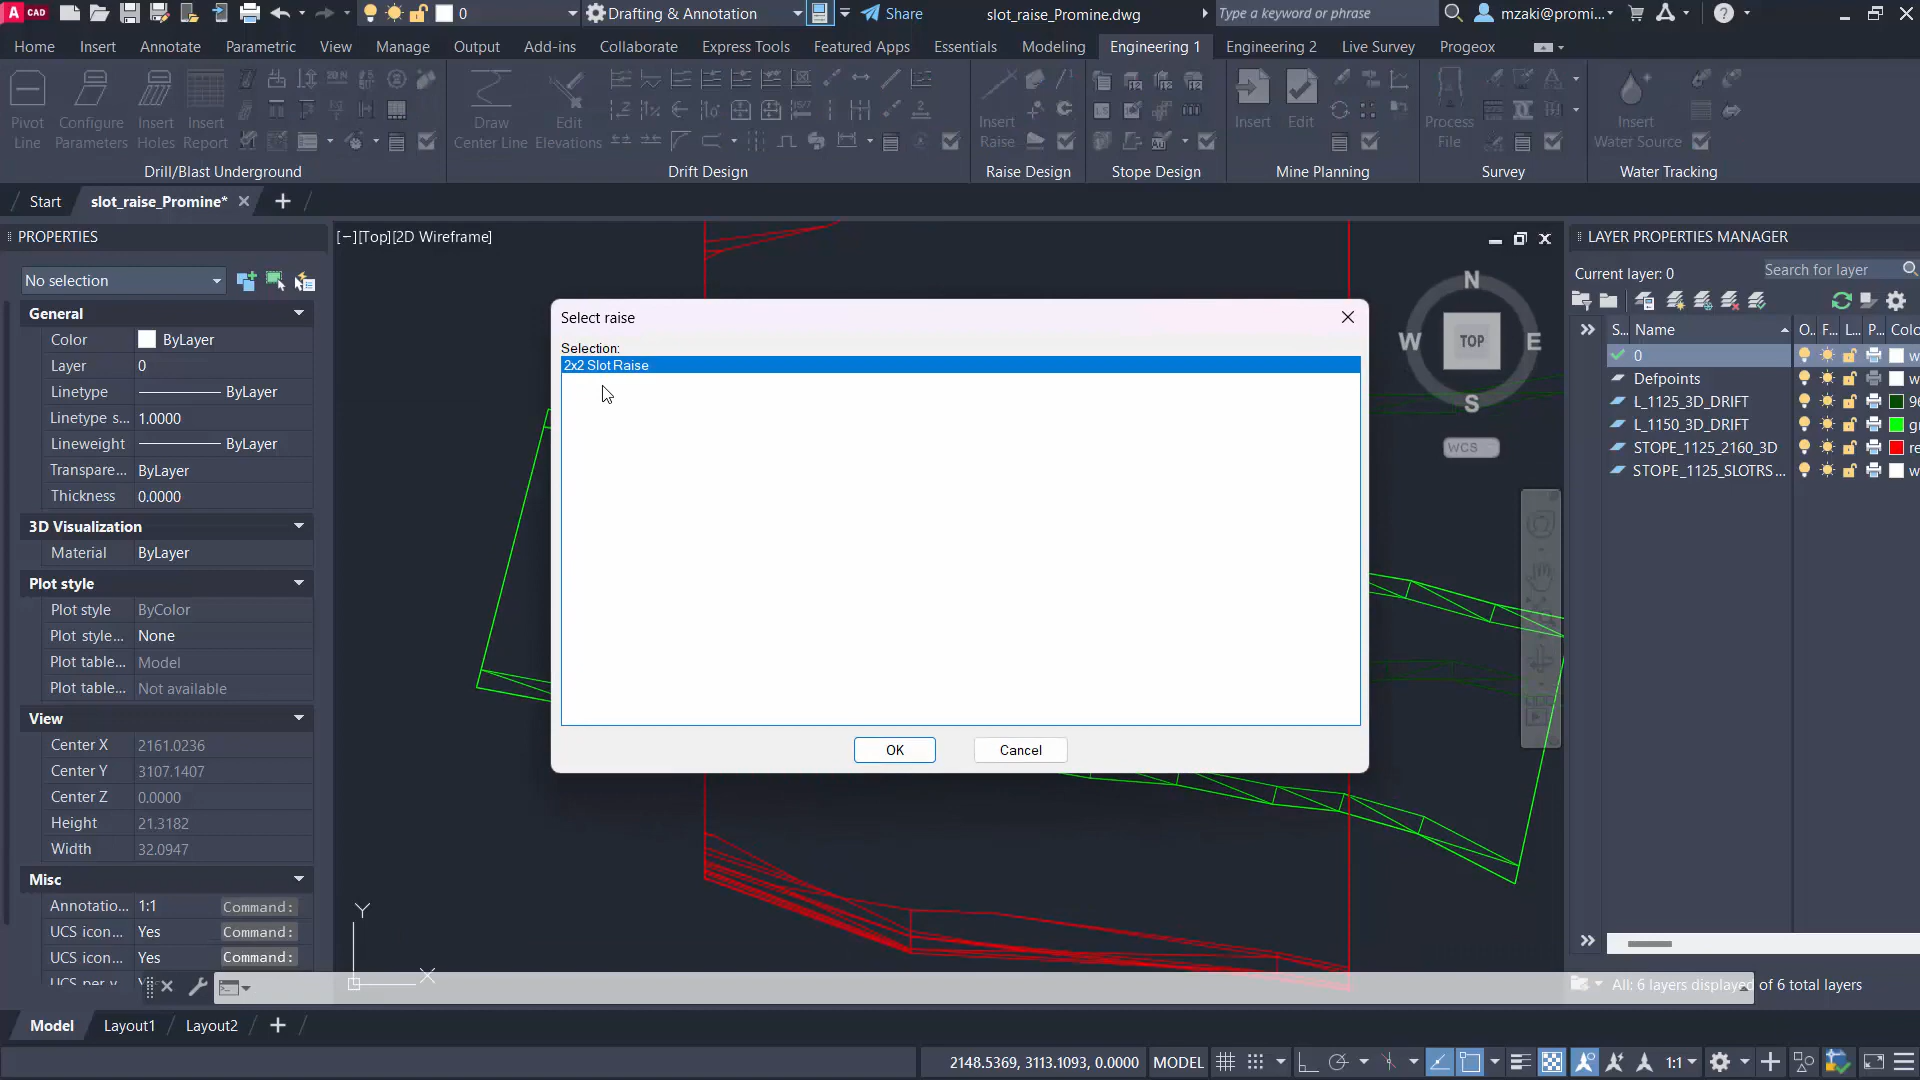 A CAD
0
Drafting & Annotation
Share
slot_raise_Promine.dwg
Type a keyword or phrase
mzaki@promi...
Home Insert Annotate Parametric View Manage Output Add-ins Collaborate Express Tools Featured Apps Essentials Modeling Engineering 1 Engineering 2 Live Survey Progeox
Pivot Line
Configure Parameters
Insert Holes
Insert Report
Draw Center Line
Edit Elevations
Insert Raise
Insert
Edit
Process File
Insert Water Source
Drill/Blast Underground
Drift Design
Raise Design
Stope Design
Mine Planning
Survey
Water Tracking
Start
slot_raise_Promine*
PROPERTIES
No selection
General
Color ByLayer
Layer 0
Linetype ByLayer
Linetype s... 1.0000
Lineweight ByLayer
Transpare... ByLayer
Thickness 0.0000
3D Visualization
Material ByLayer
Plot style
Plot style ByColor
Plot style... None
Plot table... Model
Plot table... Not available
View
Center X 2161.0236
Center Y 3107.1407
Center Z 0.0000
Height 21.3182
Width 32.0947
Misc
Annotatio... 1:1
UCS icon... Yes
UCS icon... Yes
Command:
Command:
Command:
[−][Top][2D Wireframe]
Select raise
Selection:
2x2 Slot Raise
OK
Cancel
N
W
TOP
E
S
WCS
Y
X
LAYER PROPERTIES MANAGER
Current layer: 0
Search for layer
S... Name O. F... L... P... Colo
0 w
Defpoints w
L_1125_3D_DRIFT 96
L_1150_3D_DRIFT gr
STOPE_1125_2160_3D re
STOPE_1125_SLOTRS... w
All: 6 layers displayed of 6 total layers
Model
Layout1
Layout2
2148.5369, 3113.1093, 0.0000
MODEL
1:1